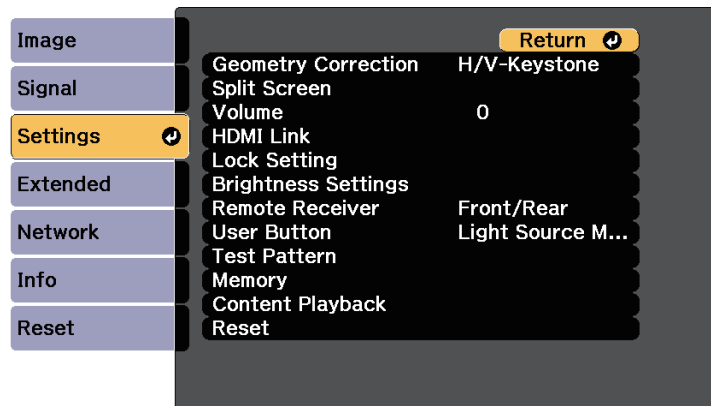 Image
Signal
Settings
Extended
Network
Info
Reset
Return
Geometry Correction H/V-Keystone
Split Screen
Volume 0
HDMI Link
Lock Setting
Brightness Settings
Remote Receiver Front/Rear
User Button Light Source M...
Test Pattern
Memory
Content Playback
Reset